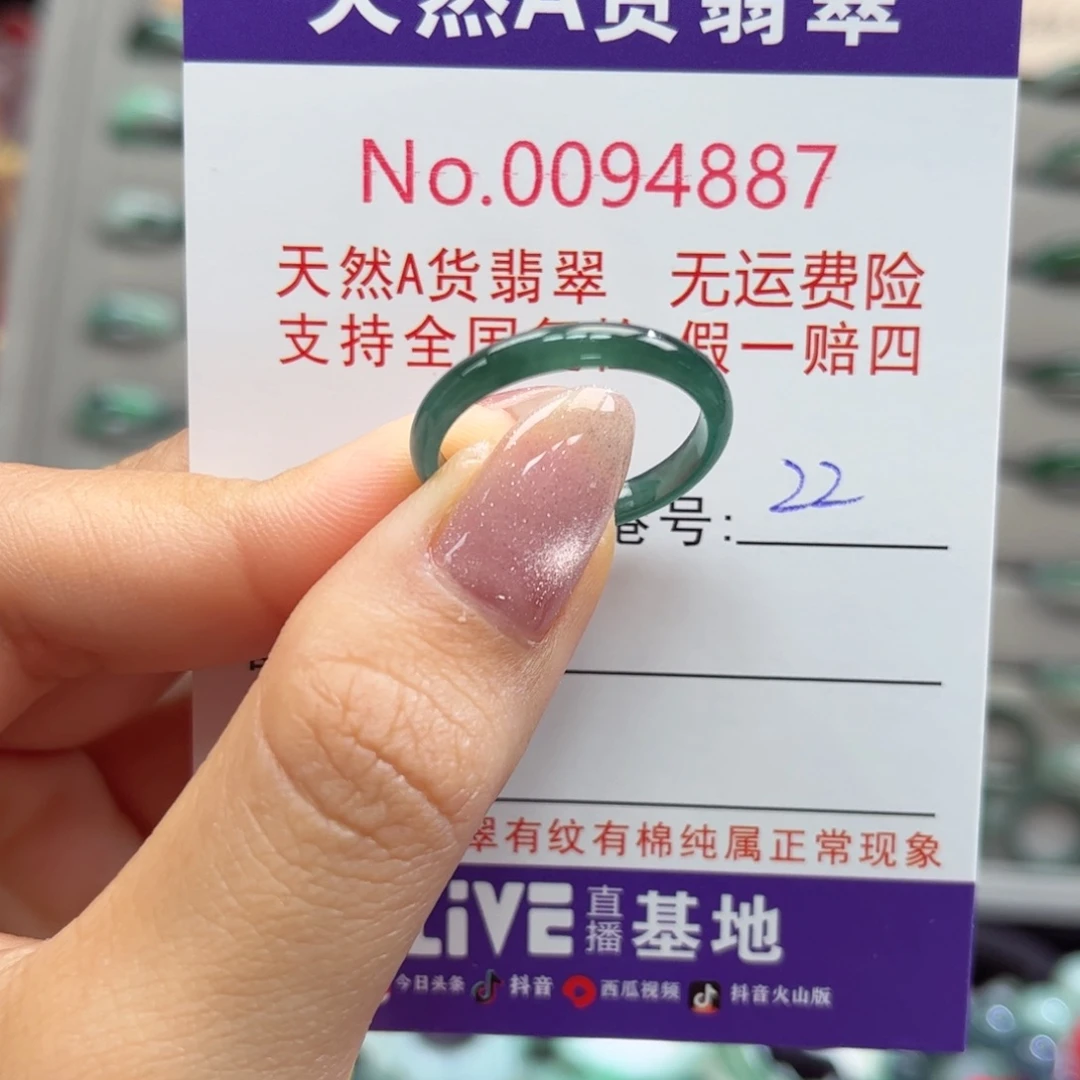 天然A货翡翠
No.0094887
天然A货翡翠 无运费险
支持全国 假一赔四
号: 22
翠有纹有棉纯属正常现象
LiVE 直播 基地
今日头条 抖音 西瓜视频 抖音火山版